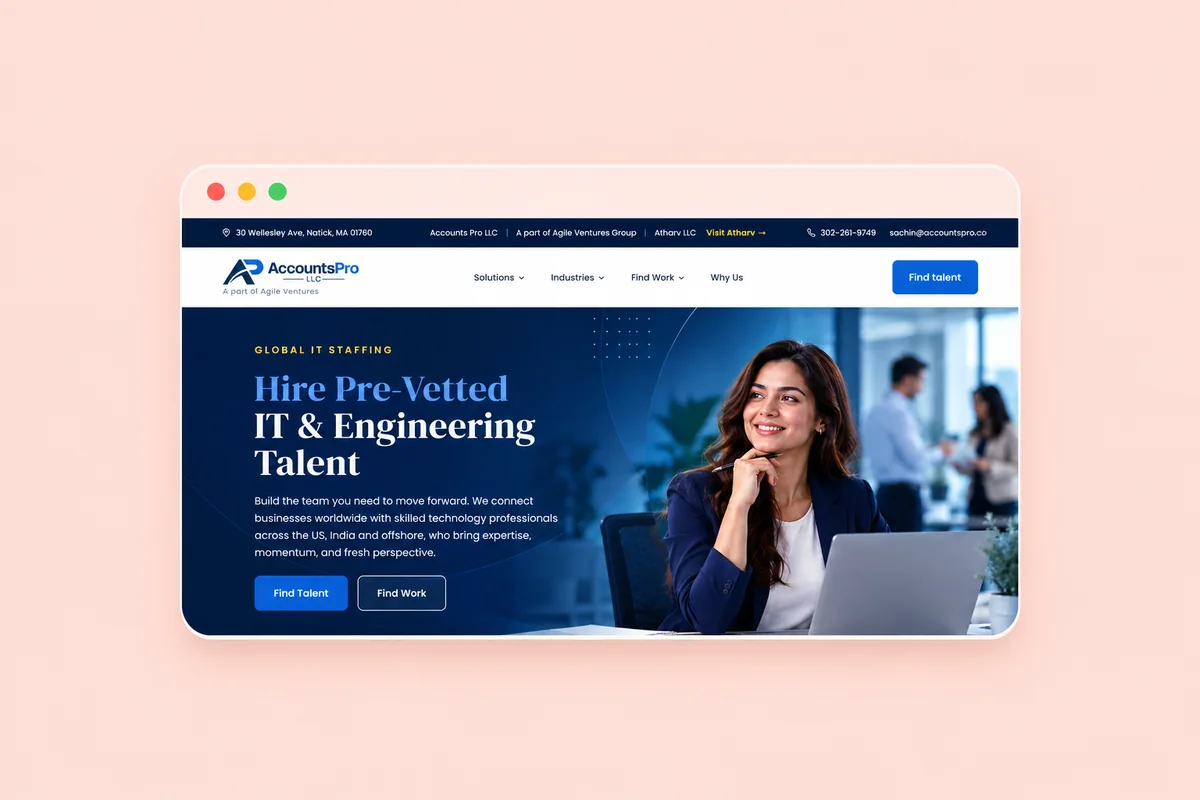 30 Wellesley Ave, Natick, MA 01760
Accounts Pro LLC | A part of Agile Ventures Group | Atharv LLC Visit Atharv →
302-261-9749 sachin@accountspro.co
AccountsPro
LLC
A part of Agile Ventures
Solutions
Industries
Find Work
Why Us
Find talent
GLOBAL IT STAFFING
Hire Pre-Vetted
IT & Engineering
Talent
Build the team you need to move forward. We connect
businesses worldwide with skilled technology professionals
across the US, India and offshore, who bring expertise,
momentum, and fresh perspective.
Find Talent
Find Work